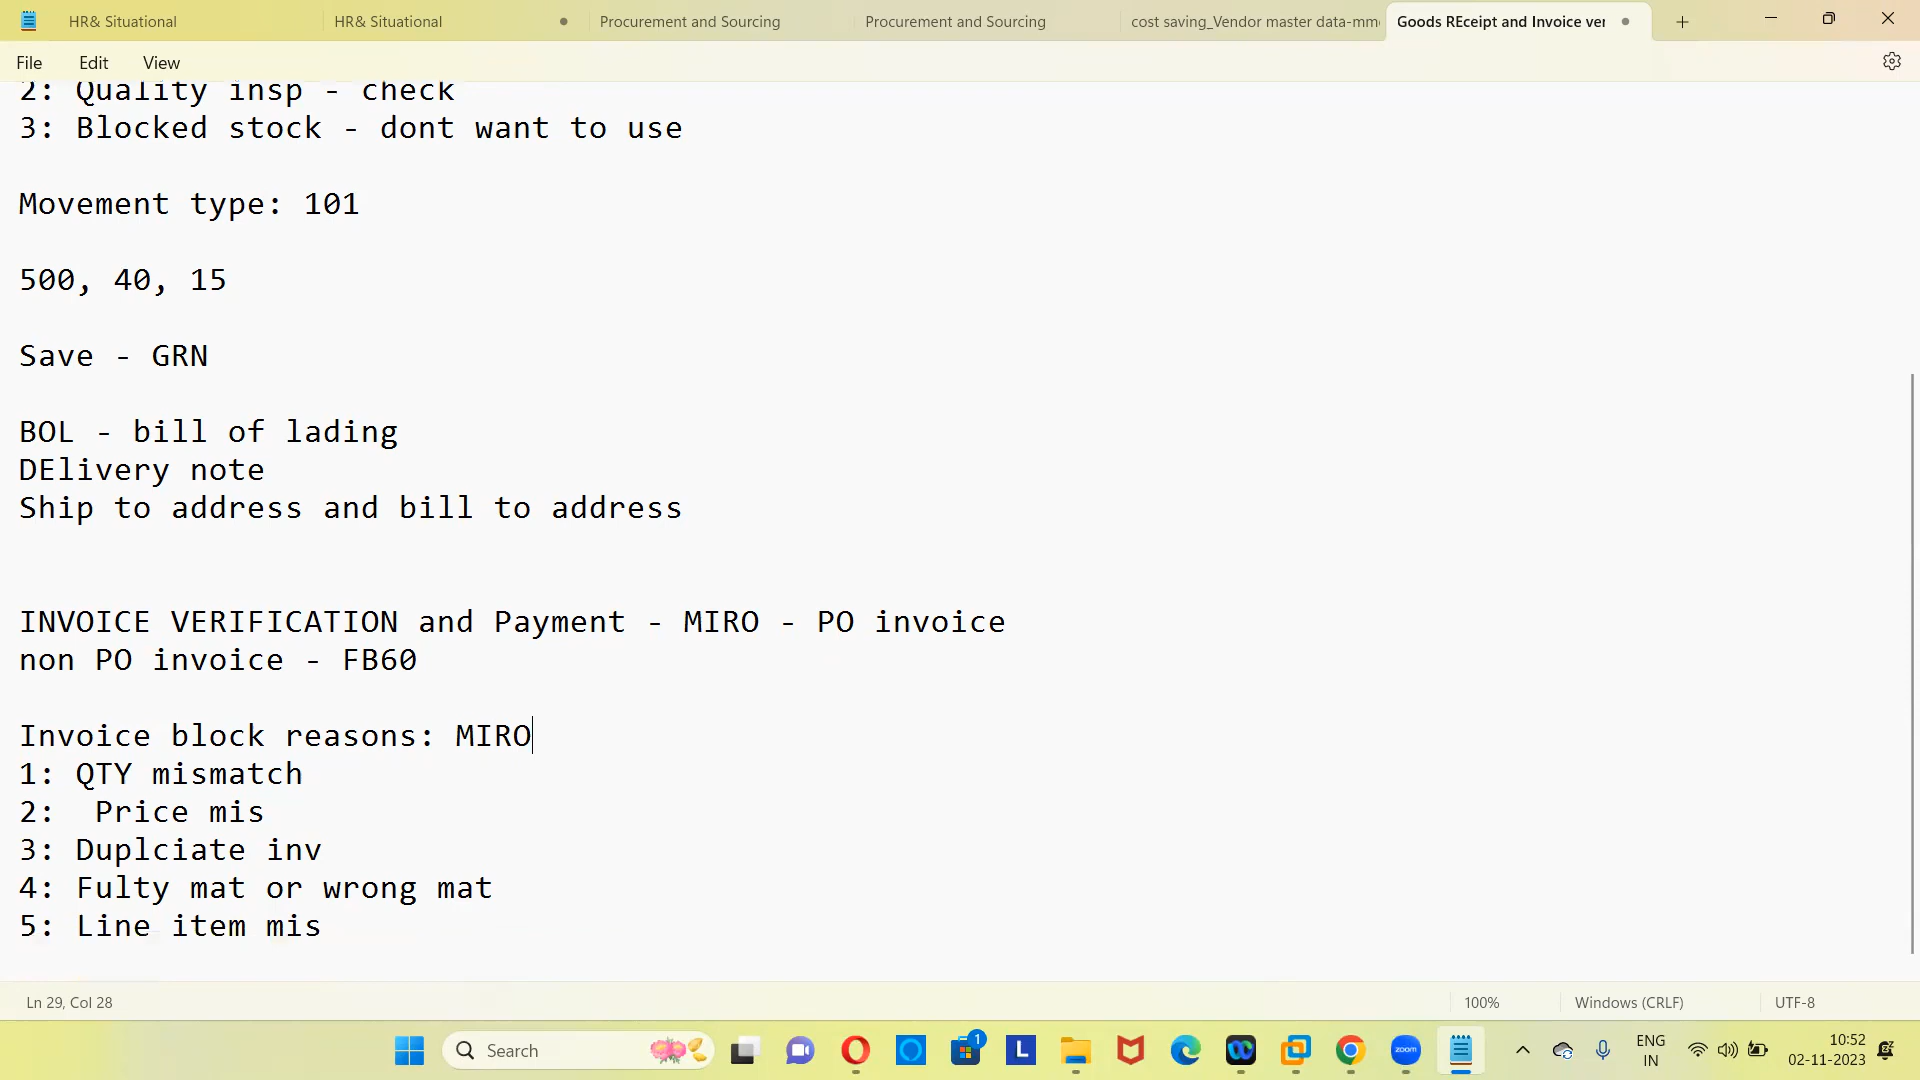 HR& Situational
HR& Situational
Procurement and Sourcing
Procurement and Sourcing
cost saving_Vendor master data-mm
Goods REceipt and Invoice ver
File
Edit
View
2: Quality insp - check
3: Blocked stock - dont want to use
Movement type: 101
500, 40, 15
Save - GRN
BOL - bill of lading
DElivery note
Ship to address and bill to address
INVOICE VERIFICATION and Payment - MIRO - PO invoice
non PO invoice - FB60
Invoice block reasons: MIRO
1: QTY mismatch
2:  Price mis
3: Duplciate inv
4: Fulty mat or wrong mat
5: Line item mis
Ln 29, Col 28
100%
Windows (CRLF)
UTF-8
Search
1
L
zoom
ENG
IN
10:52
02-11-2023